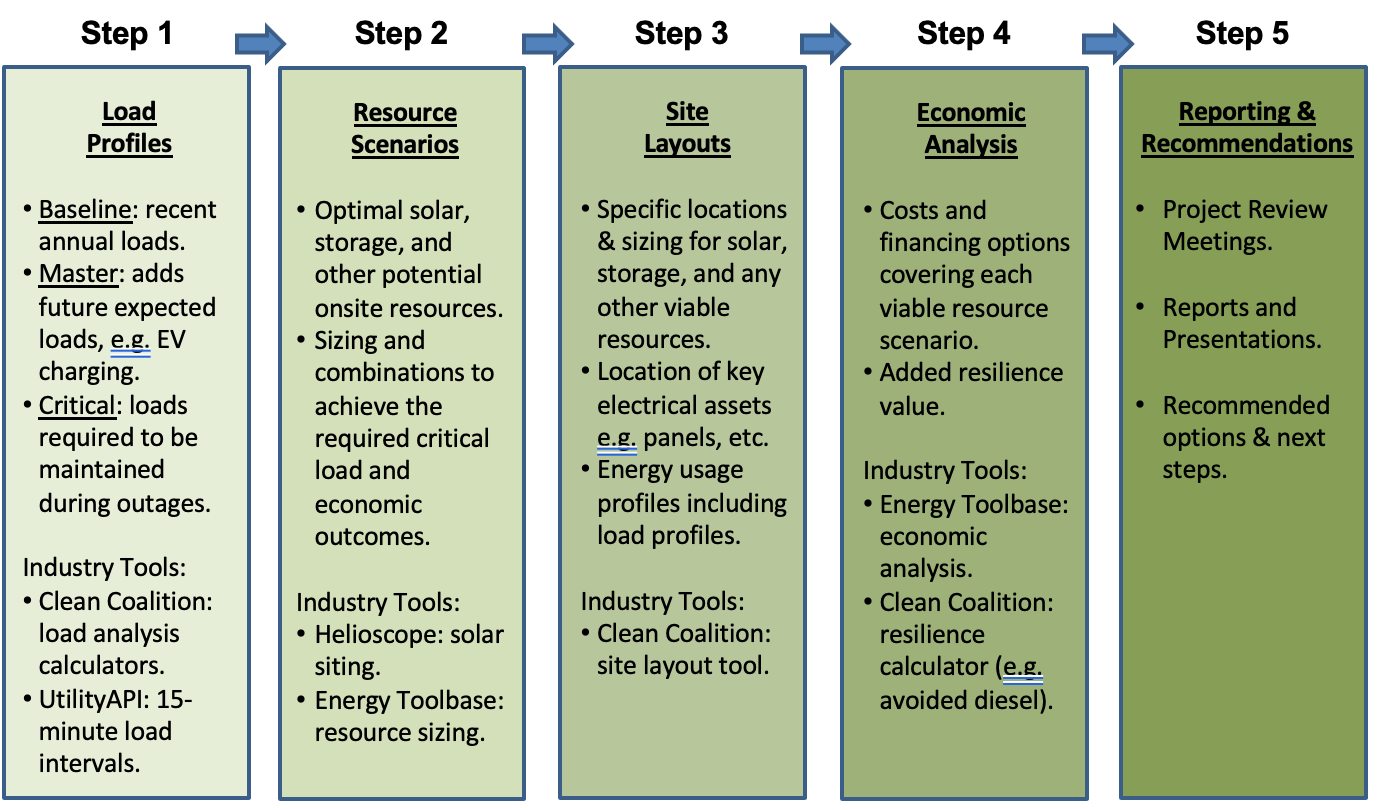 Step 1
Load
Profiles
• Baseline: recent
annual loads.
• Master: adds
future expected
loads, e.g. EV
charging.
• Critical: loads
required to be
maintained
during outages.
Industry Tools:
• Clean Coalition:
load analysis
calculators.
• UtilityAPI: 15-
minute load
intervals.
Step 2
Resource
Scenarios
• Optimal solar,
storage, and
other potential
onsite resources.
• Sizing and
combinations to
achieve the
required critical
load and
economic
outcomes.
Industry Tools:
• Helioscope: solar
siting.
• Energy Toolbase:
resource sizing.
Step 3
Site
Layouts
• Specific locations
& sizing for solar,
storage, and any
other viable
resources.
• Location of key
electrical assets
e.g. panels, etc.
• Energy usage
profiles including
load profiles.
Industry Tools:
• Clean Coalition:
site layout tool.
Step 4
Economic
Analysis
• Costs and
financing options
covering each
viable resource
scenario.
• Added resilience
value.
Industry Tools:
• Energy Toolbase:
economic
analysis.
• Clean Coalition:
resilience
calculator (e.g.
avoided diesel).
Step 5
Reporting &
Recommendations
• Project Review
Meetings.
• Reports and
Presentations.
• Recommended
options & next
steps.